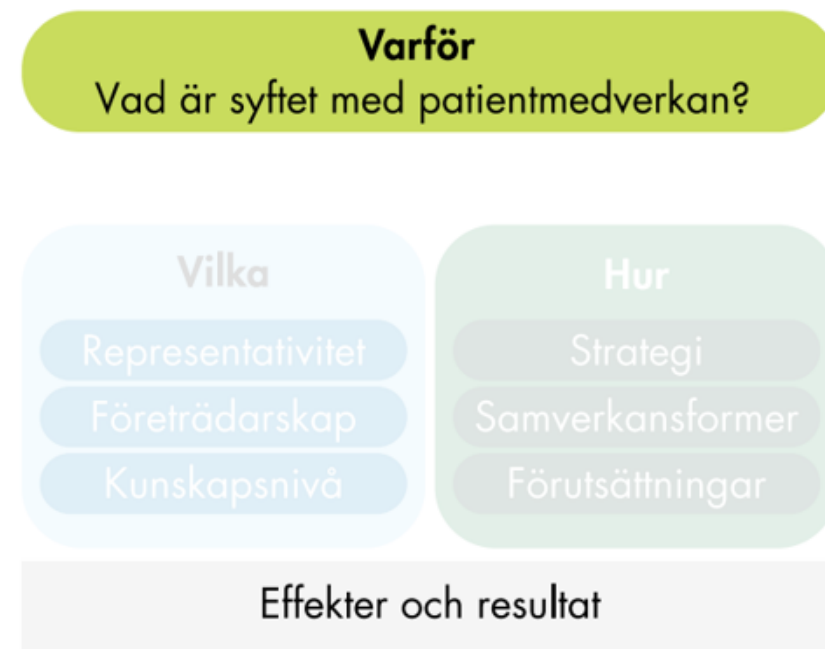 Varför
Vad är syftet med patientmedverkan?
Vilka
Representativitet
Företrädarskap
Kunskapsnivå
Hur
Strategi
Samverkansformer
Förutsättningar
Effekter och resultat